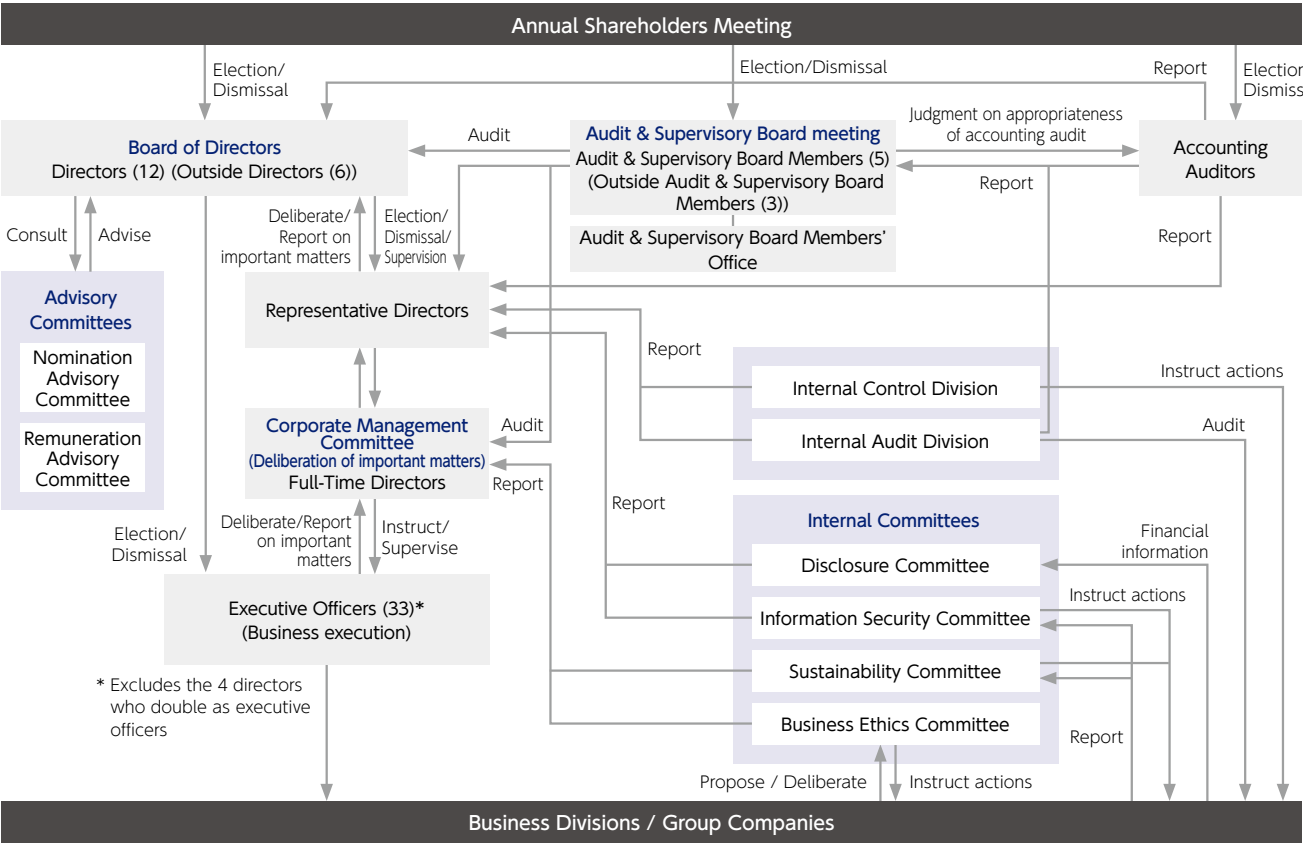 Annual Shareholders Meeting
Election/
Dismissal
Election/Dismissal
Report
Election
Dismiss
Board of Directors
Directors (12) (Outside Directors (6))
Audit
Audit & Supervisory Board meeting
Audit & Supervisory Board Members (5)
(Outside Audit & Supervisory Board
Members (3))
Judgment on appropriateness
of accounting audit
Report
Accounting
Auditors
Audit & Supervisory Board Members’
Office
Consult
Advise
Deliberate/
Report on
important matters
Election/
Dismissal/
Supervision
Report
Advisory
Committees
Nomination
Advisory
Committee
Remuneration
Advisory
Committee
Representative Directors
Report
Internal Control Division
Internal Audit Division
Instruct actions
Audit
Corporate Management
Committee
(Deliberation of important matters)
Full-Time Directors
Audit
Report
Report
Election/
Dismissal
Deliberate/Report
on important
matters
Instruct/
Supervise
Internal Committees
Disclosure Committee
Information Security Committee
Sustainability Committee
Business Ethics Committee
Financial
information
Instruct actions
Report
Executive Officers (33)*
(Business execution)
* Excludes the 4 directors
who double as executive
officers
Propose / Deliberate
Instruct actions
Business Divisions / Group Companies